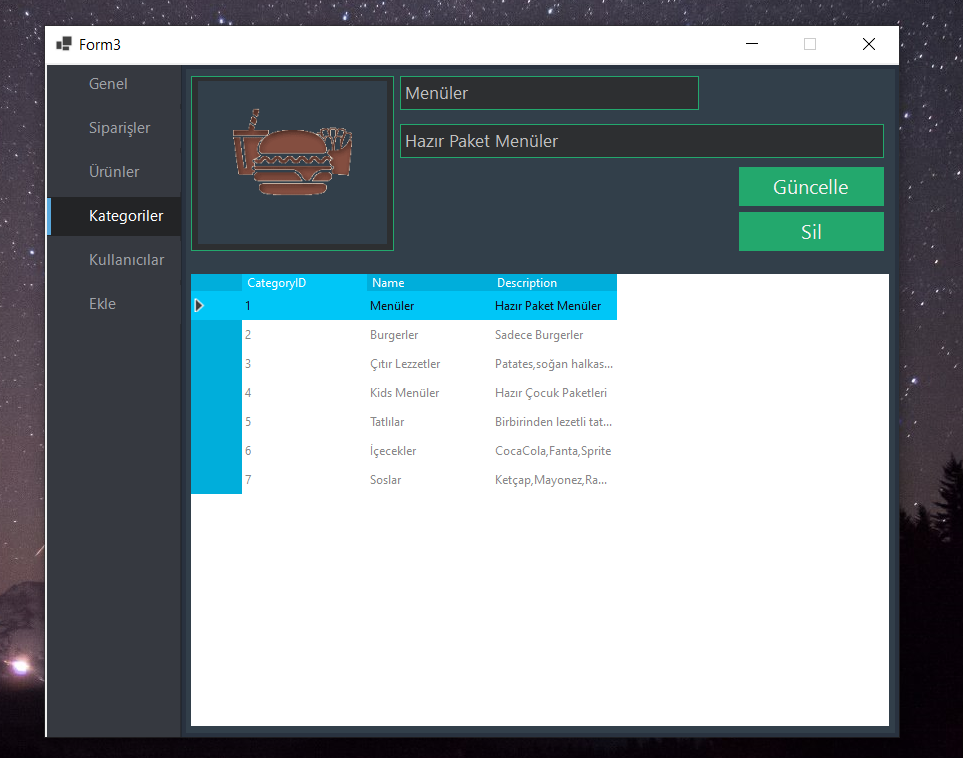 Form3
Genel
Siparişler
Ürünler
Kategoriler
Kullanıcılar
Ekle
Menüler
Hazır Paket Menüler
Güncelle
Sil
CategoryID Name Description
1 Menüler Hazır Paket Menüler
2 Burgerler Sadece Burgerler
3 Çıtır Lezzetler Patates,soğan halkas...
4 Kids Menüler Hazır Çocuk Paketleri
5 Tatlılar Birbirinden lezetli tat...
6 İçecekler CocaCola,Fanta,Sprite
7 Soslar Ketçap,Mayonez,Ra...